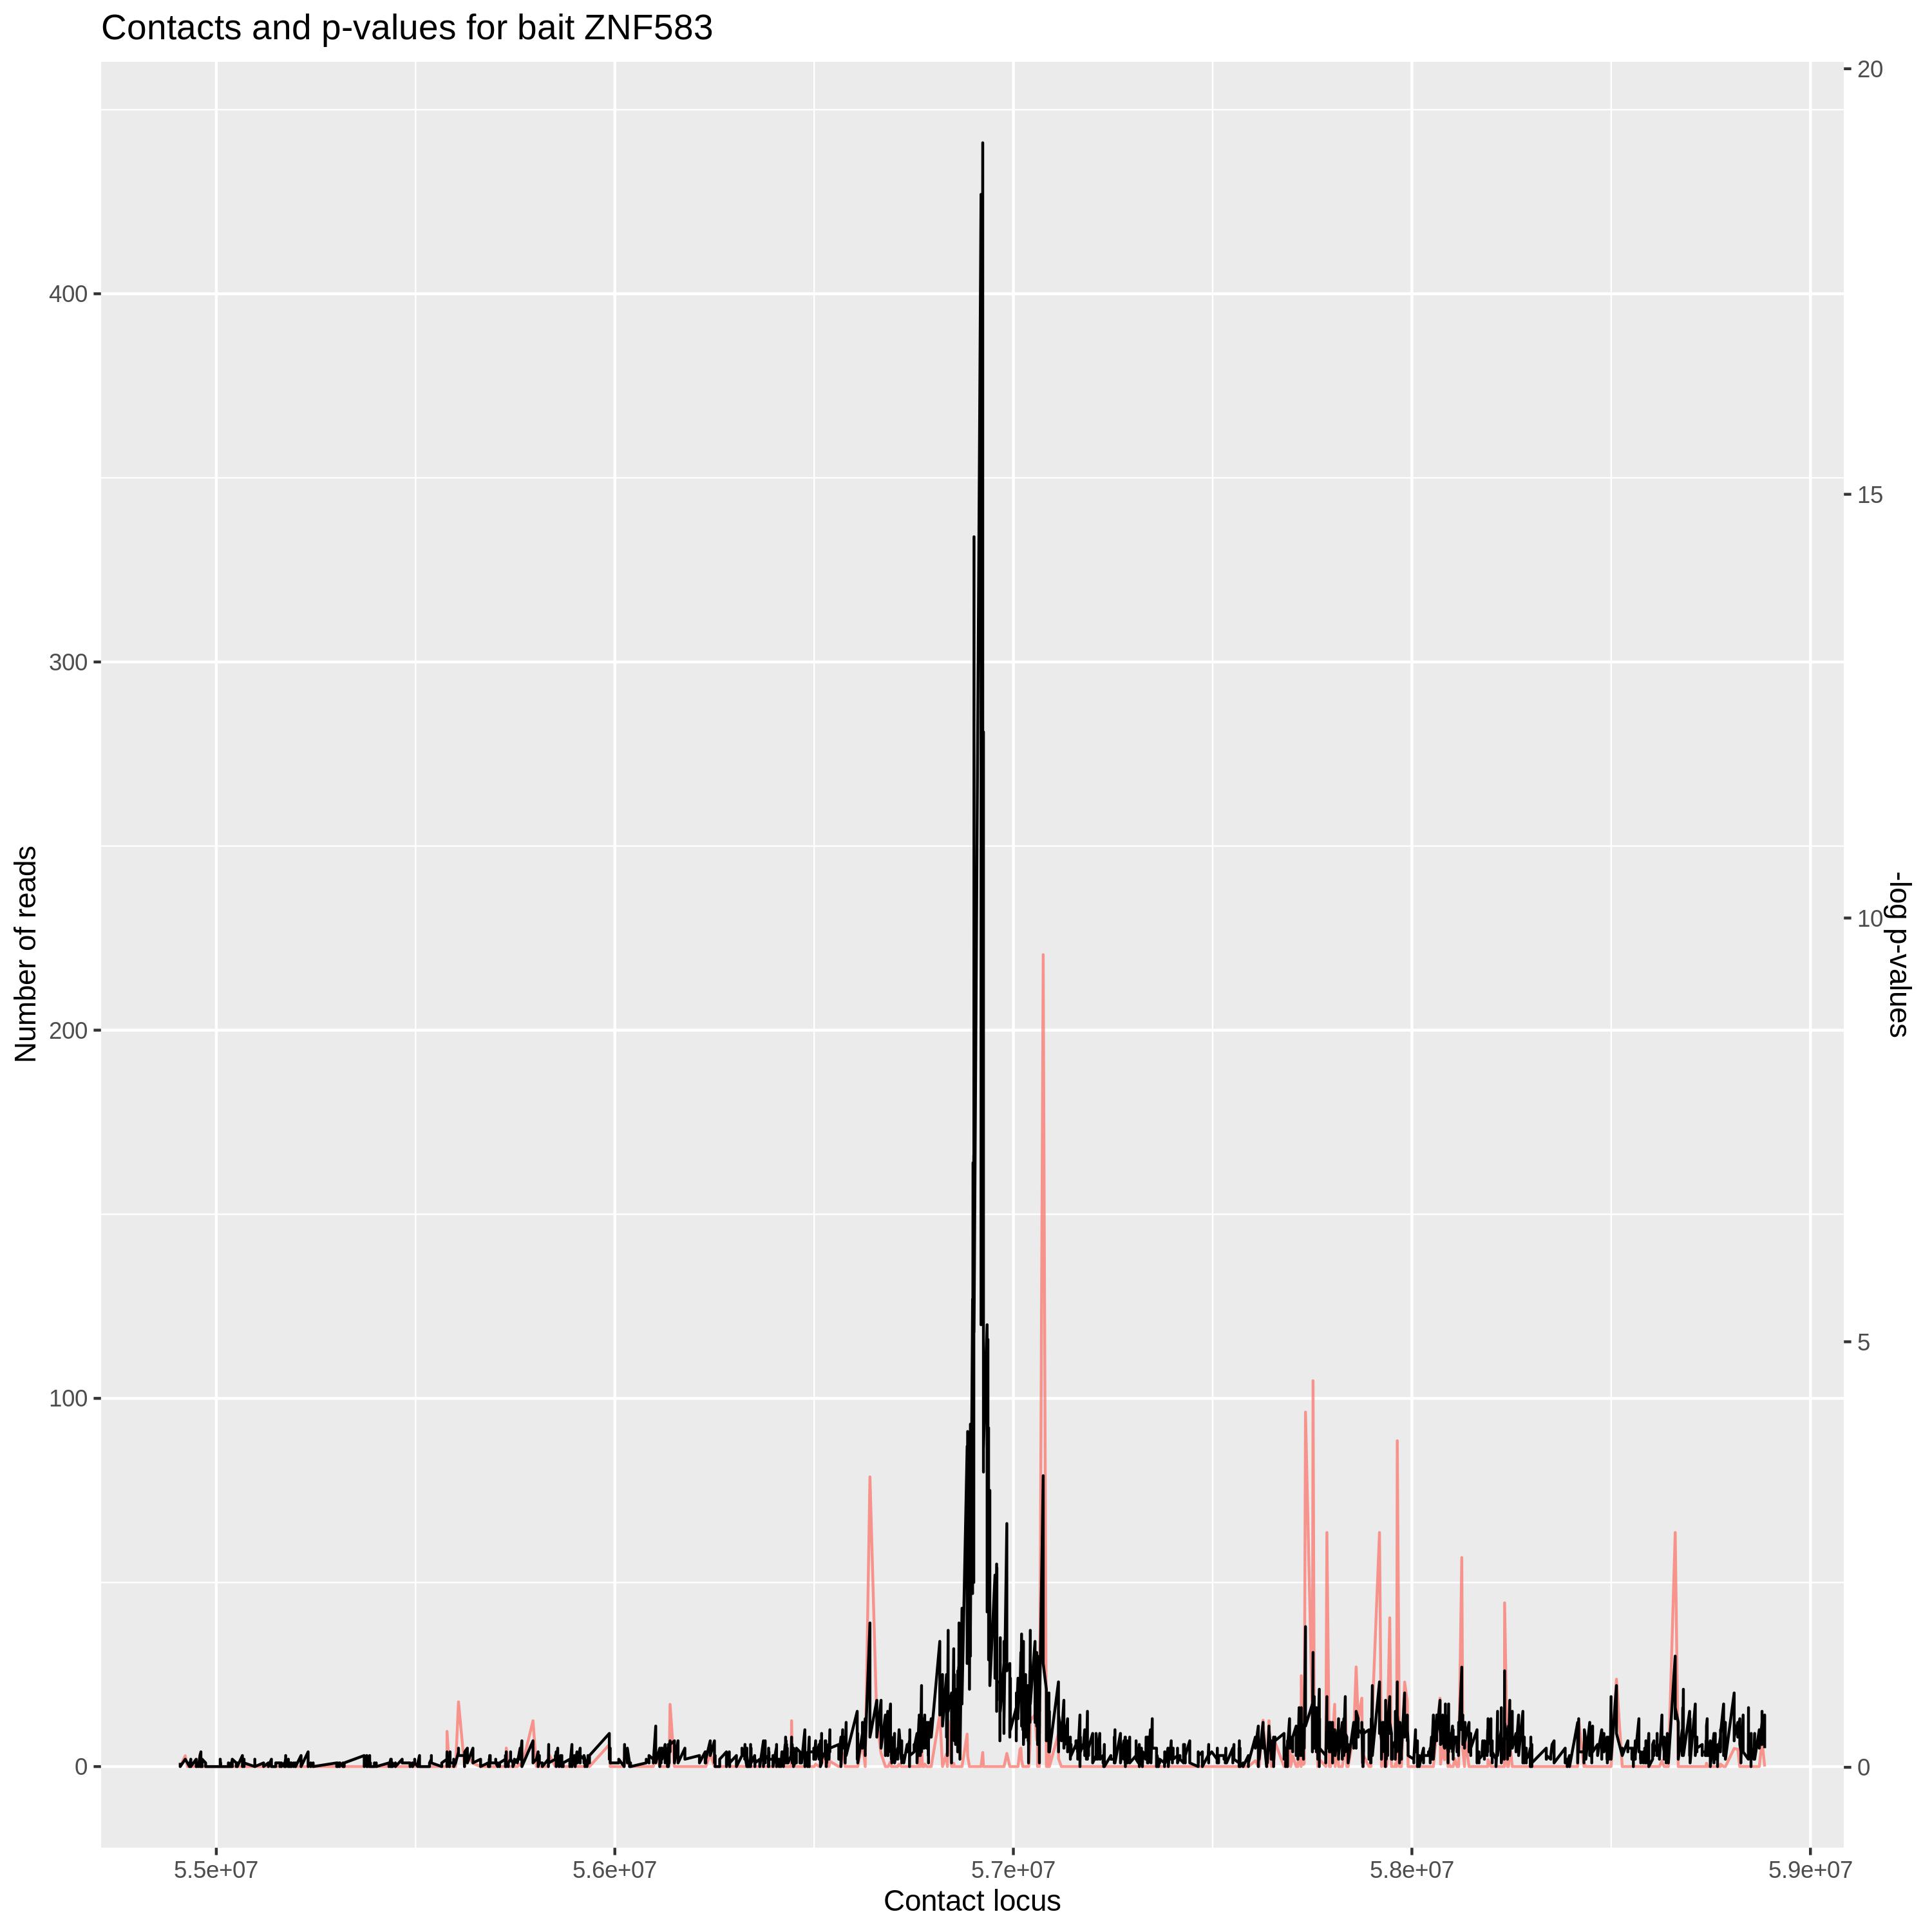 Contacts and p-values for bait ZNF583
Number of reads
400
300
200
100
0
20
15
10
5
0
-log p-values
5.5e+07
5.6e+07
5.7e+07
5.8e+07
5.9e+07
Contact locus